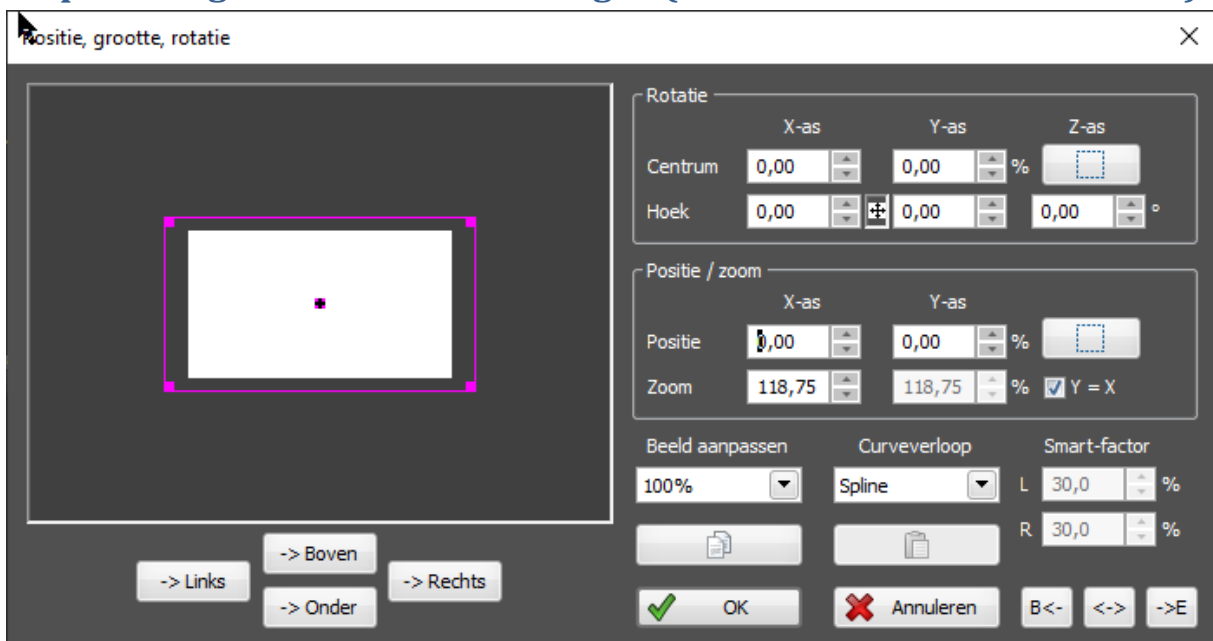 Positie, grootte, rotatie
Rotatie
X-as Y-as Z-as
Centrum 0,00 0,00 %
Hoek 0,00 0,00 0,00 °
Positie / zoom
X-as Y-as
Positie 0,00 0,00 %
Zoom 118,75 118,75 % Y = X
Beeld aanpassen Curveverloop Smart-factor
100% Spline L 30,0 %
R 30,0 %
-> Boven
-> Links -> Rechts
-> Onder
OK Annuleren B<- <-> ->E